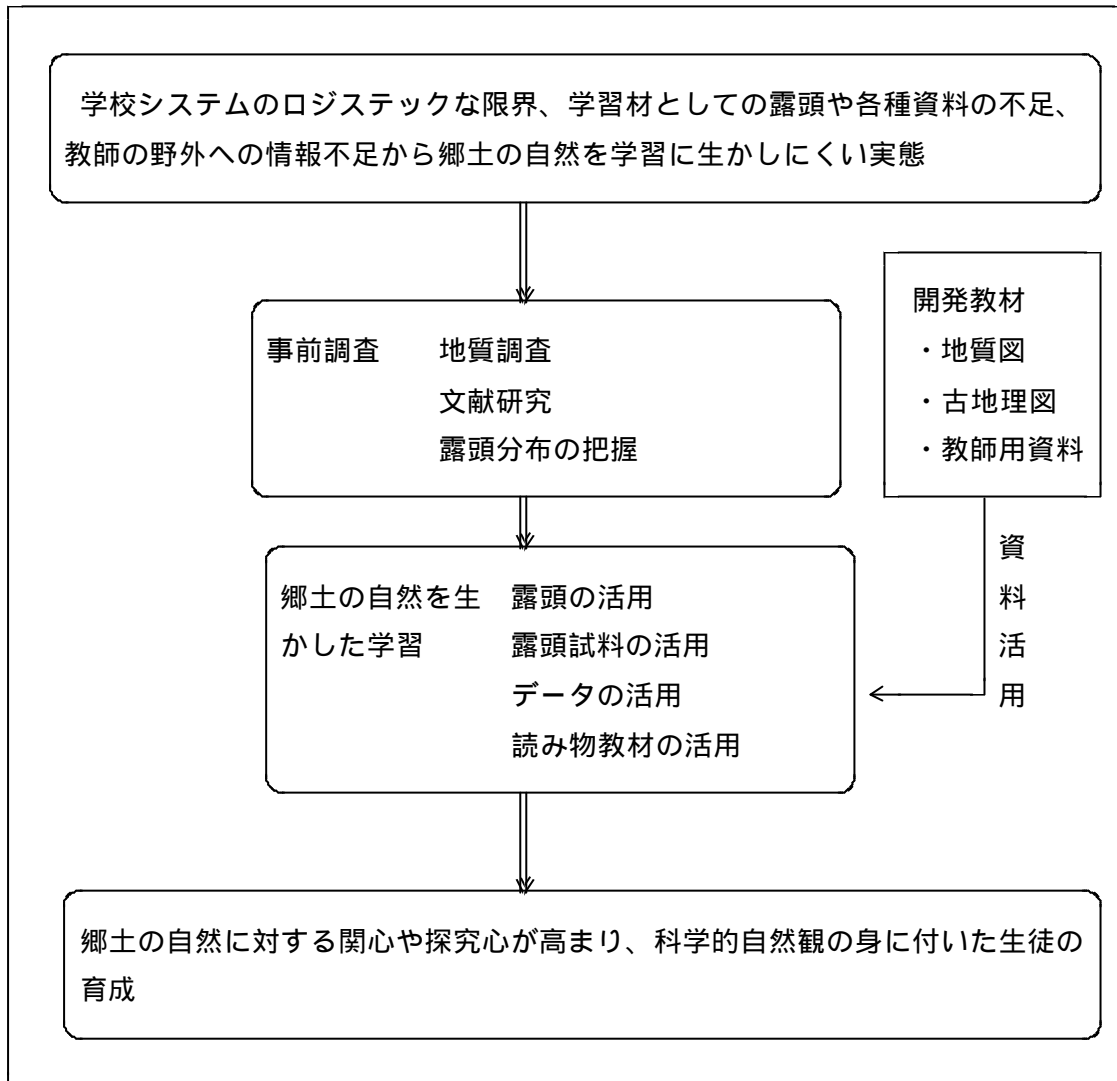 学校システムのロジステックな限界、学習材としての露頭や各種資料の不足、
教師の野外への情報不足から郷土の自然を学習に生かしにくい実態
事前調査　地質調査
文献研究
露頭分布の把握
開発教材
・地質図
・古地理図
・教師用資料
資料活用
郷土の自然を生　露頭の活用
かした学習　露頭試料の活用
データの活用
読み物教材の活用
郷土の自然に対する関心や探究心が高まり、科学的自然観の身に付いた生徒の
育成